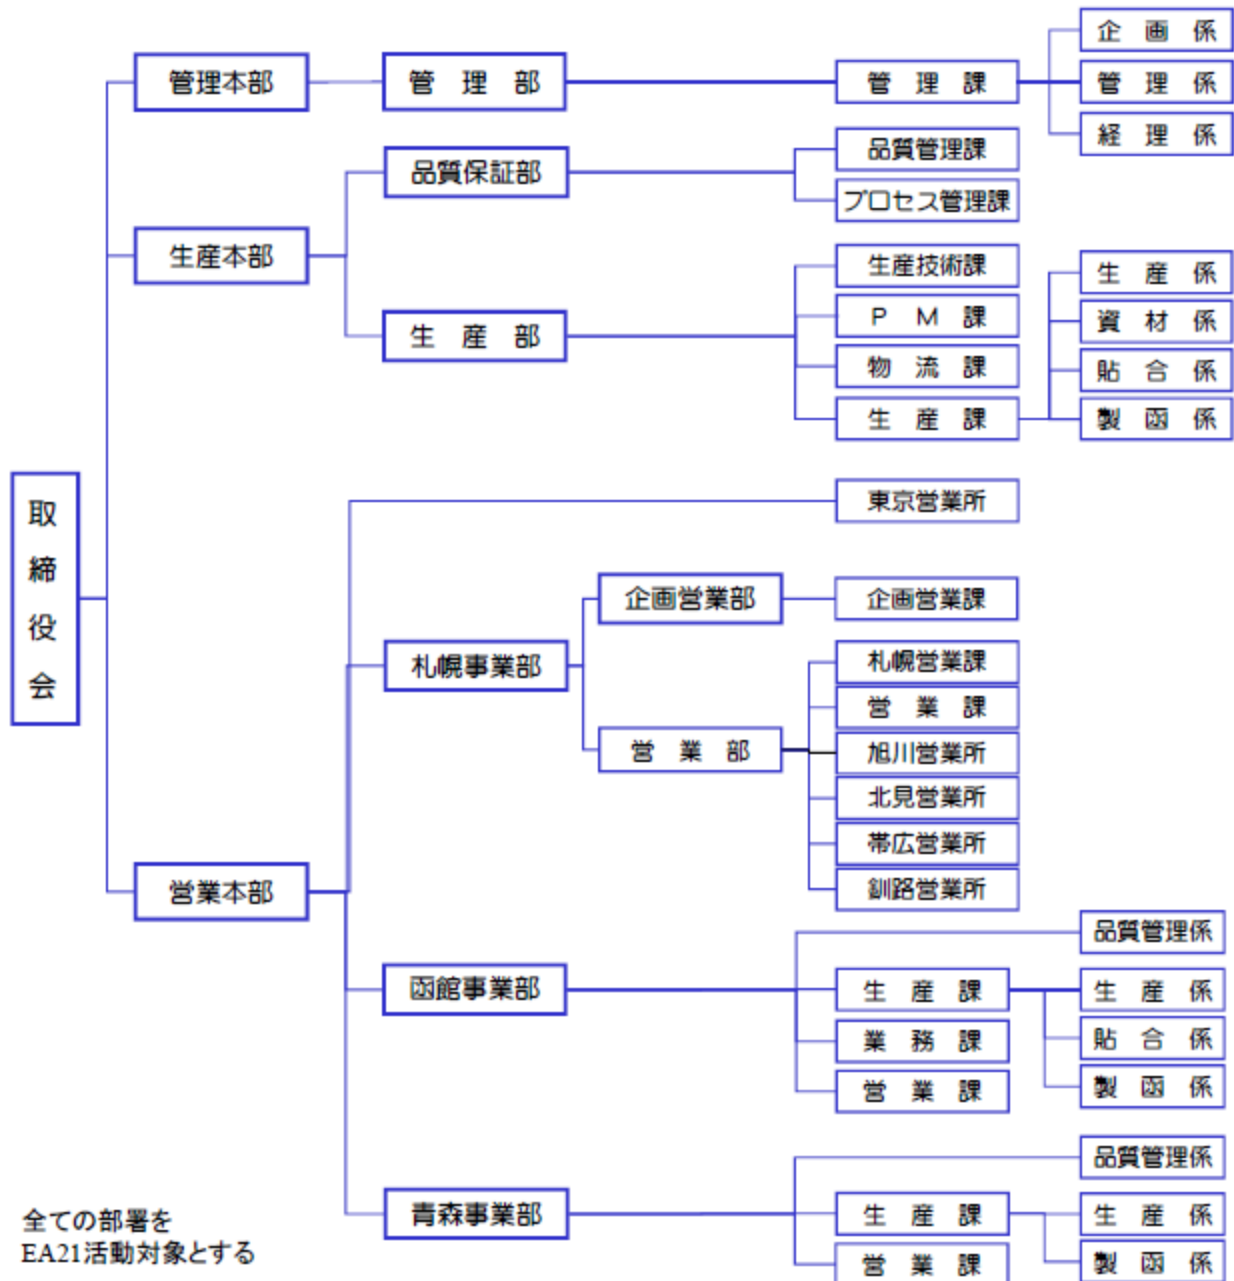 取締役会
管理本部
管理部
管理課
企画係
管理係
経理係
生産本部
品質保証部
品質管理課
プロセス管理課
生産部
生産技術課
PM課
物流課
生産課
生産係
資材係
貼合係
製函係
営業本部
東京営業所
札幌事業部
企画営業部
企画営業課
営業部
札幌営業課
営業課
旭川営業所
北見営業所
帯広営業所
釧路営業所
函館事業部
品質管理係
生産課
生産係
貼合係
製函係
業務課
営業課
青森事業部
品質管理係
生産課
生産係
製函係
営業課
全ての部署を
EA21活動対象とする